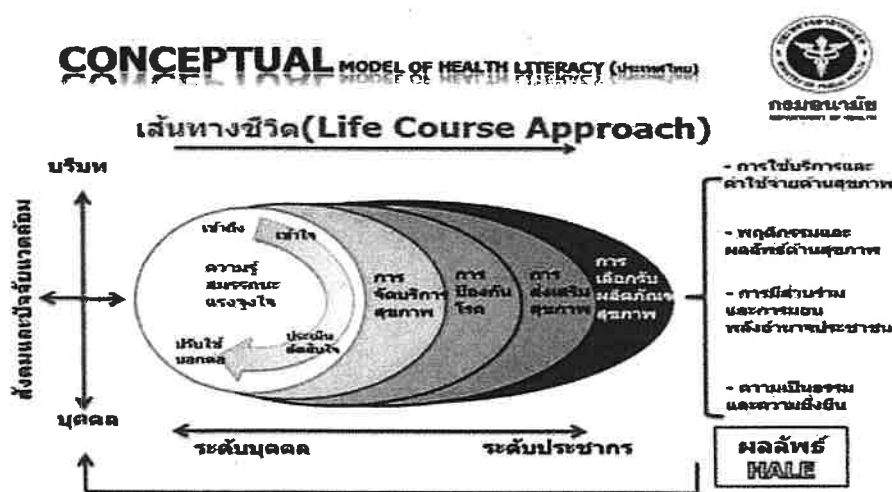 CONCEPTUAL MODEL OF HEALTH LITERACY (ประเทศไทย)
กรมอนามัย
DEPARTMENT OF HEALTH
เส้นทางชีวิต(Life Course Approach)
บริบท
สังคมและปัจจัยแวดล้อม
บุคคล
เข้าถึง
เข้าใจ
ความรู้
สมรรถนะ
แรงจูงใจ
ประเมิน
ตัดสินใจ
ปรับใช้
บอกต่อ
การ
จัดบริการ
สุขภาพ
การ
ป้องกัน
โรค
การ
ส่งเสริม
สุขภาพ
การ
เลือกรับ
ผลิตภัณฑ์
สุขภาพ
- การใช้บริการและ
ค่าใช้จ่ายด้านสุขภาพ
- พฤติกรรมและ
ผลลัพธ์ด้านสุขภาพ
- การมีส่วนร่วม
และการมอบ
พลังอำนาจประชาชน
- ความเป็นธรรม
และความยั่งยืน
ระดับบุคคล
ระดับประชากร
ผลลัพธ์
HALE